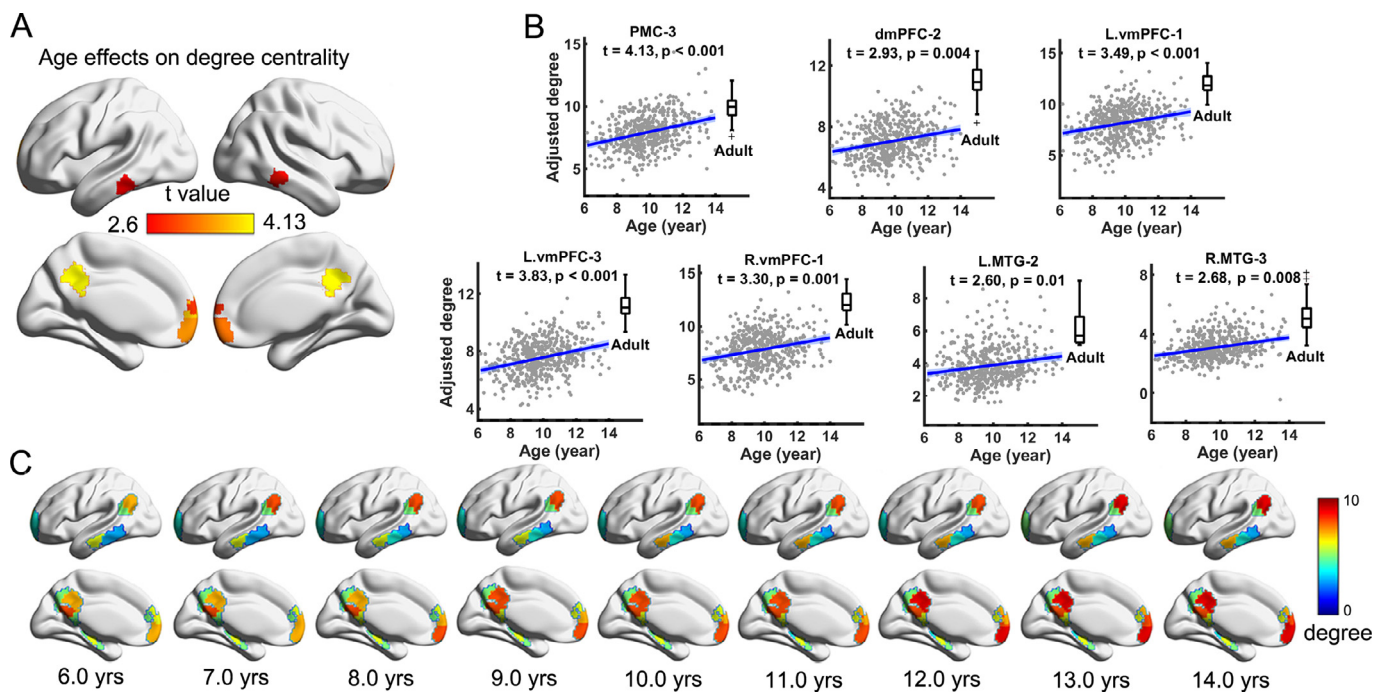 A
Age effects on degree centrality
t value
2.6
4.13
B
PMC-3
t = 4.13, p < 0.001
Adjusted degree
15
10
5
Adult
6 8 10 12 14
Age (year)
dmPFC-2
t = 2.93, p = 0.004
12
8
4
Adult
6 8 10 12 14
Age (year)
L.vmPFC-1
t = 3.49, p < 0.001
15
10
5
Adult
6 8 10 12 14
Age (year)
L.vmPFC-3
t = 3.83, p < 0.001
Adjusted degree
12
8
4
Adult
6 8 10 12 14
Age (year)
R.vmPFC-1
t = 3.30, p = 0.001
15
10
5
Adult
6 8 10 12 14
Age (year)
L.MTG-2
t = 2.60, p = 0.01
8
6
4
2
Adult
6 8 10 12 14
Age (year)
R.MTG-3
t = 2.68, p = 0.008
8
4
0
Adult
6 8 10 12 14
Age (year)
C
10
0
degree
6.0 yrs 7.0 yrs 8.0 yrs 9.0 yrs 10.0 yrs 11.0 yrs 12.0 yrs 13.0 yrs 14.0 yrs